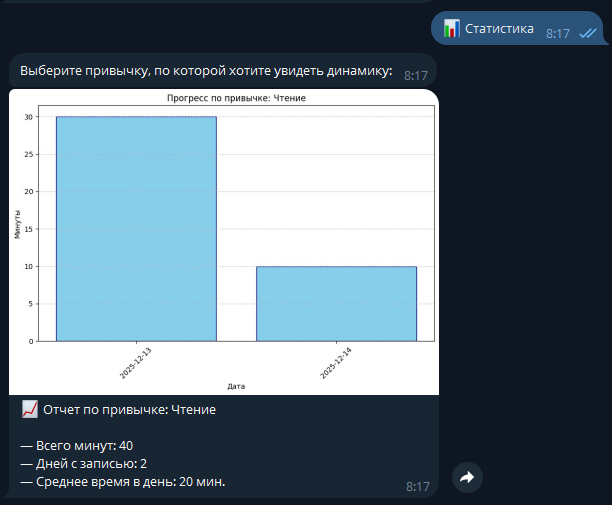 📊 Статистика 8:17
Выберите привычку, по которой хотите увидеть динамику: 8:17
Прогресс по привычке: Чтение
30
25
20
15
10
5
0
Минуты
2025-12-13
2025-12-14
Дата
📈 Отчет по привычке: Чтение
— Всего минут: 40
— Дней с записью: 2
— Среднее время в день: 20 мин.
8:17